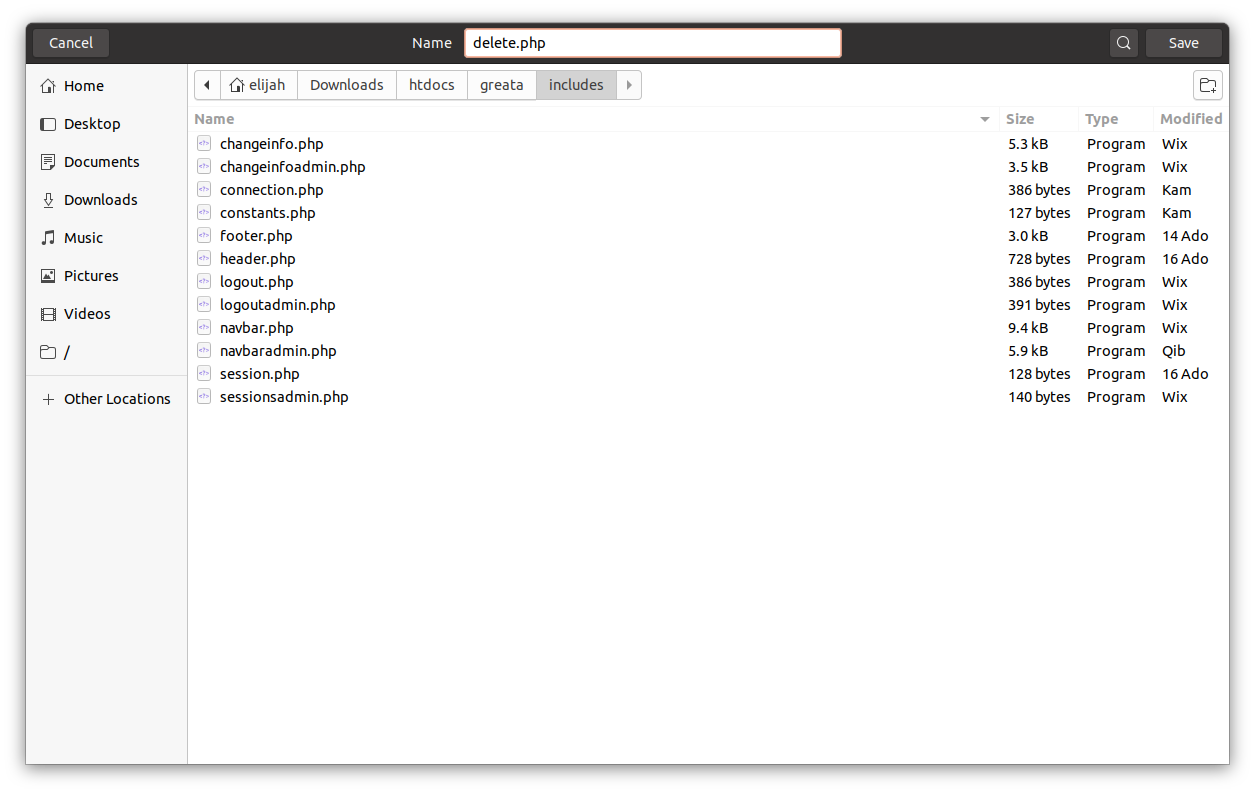 Cancel Name delete.php Save
elijah Downloads htdocs greata includes
Home
Desktop
Documents
Downloads
Music
Pictures
Videos
/
Other Locations
Name Size Type Modified
changeinfo.php 5.3 kB Program Wix
changeinfoadmin.php 3.5 kB Program Wix
connection.php 386 bytes Program Kam
constants.php 127 bytes Program Kam
footer.php 3.0 kB Program 14 Ado
header.php 728 bytes Program 16 Ado
logout.php 386 bytes Program Wix
logoutadmin.php 391 bytes Program Wix
navbar.php 9.4 kB Program Wix
navbaradmin.php 5.9 kB Program Qib
session.php 128 bytes Program 16 Ado
sessionsadmin.php 140 bytes Program Wix